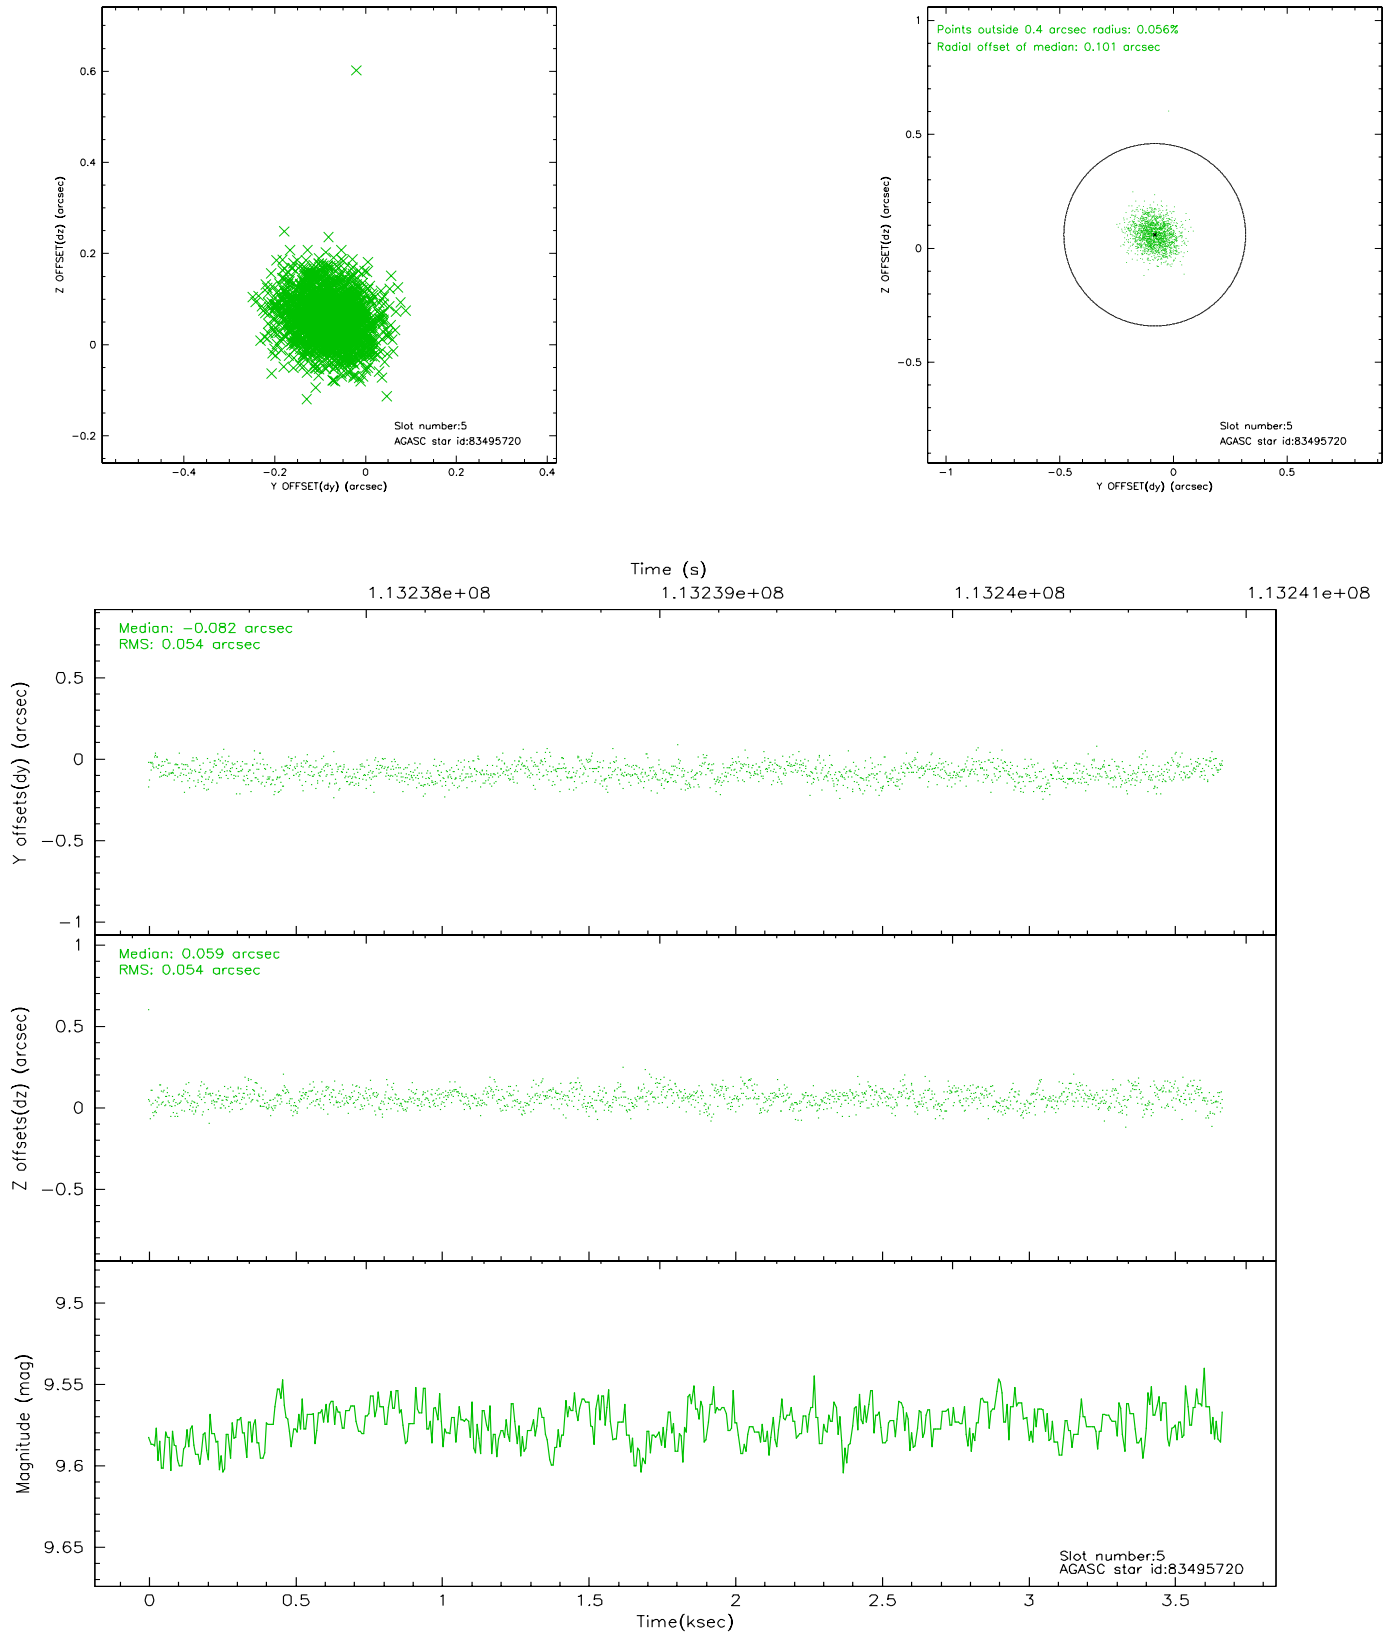 0.6
0.4
0.2
0
−0.2
Z OFFSET(dz) (arcsec)
Slot number:5
AGASC star id:83495720
−0.4 −0.2 0 0.2 0.4
Y OFFSET(dy) (arcsec)
Points outside 0.4 arcsec radius: 0.056%
Radial offset of median: 0.101 arcsec
1
0.5
0
−0.5
Z OFFSET(dz) (arcsec)
Slot number:5
AGASC star id:83495720
−1 −0.5 0 0.5
Y OFFSET(dy) (arcsec)
Time (s)
1.13238e+08 1.13239e+08 1.1324e+08 1.13241e+08
Median: −0.082 arcsec
RMS: 0.054 arcsec
0.5
0
−0.5
−1
Y offsets(dy) (arcsec)
Median: 0.059 arcsec
RMS: 0.054 arcsec
1
0.5
0
−0.5
Z offsets(dz) (arcsec)
9.5
9.55
9.6
9.65
Magnitude (mag)
Slot number:5
AGASC star id:83495720
0 0.5 1 1.5 2 2.5 3 3.5
Time(ksec)